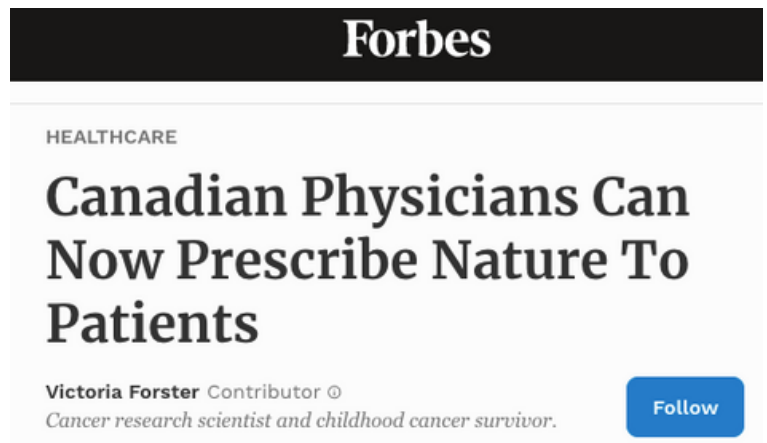 Forbes
HEALTHCARE
Canadian Physicians Can
Now Prescribe Nature To
Patients
Victoria Forster Contributor ⓘ
Cancer research scientist and childhood cancer survivor.
Follow